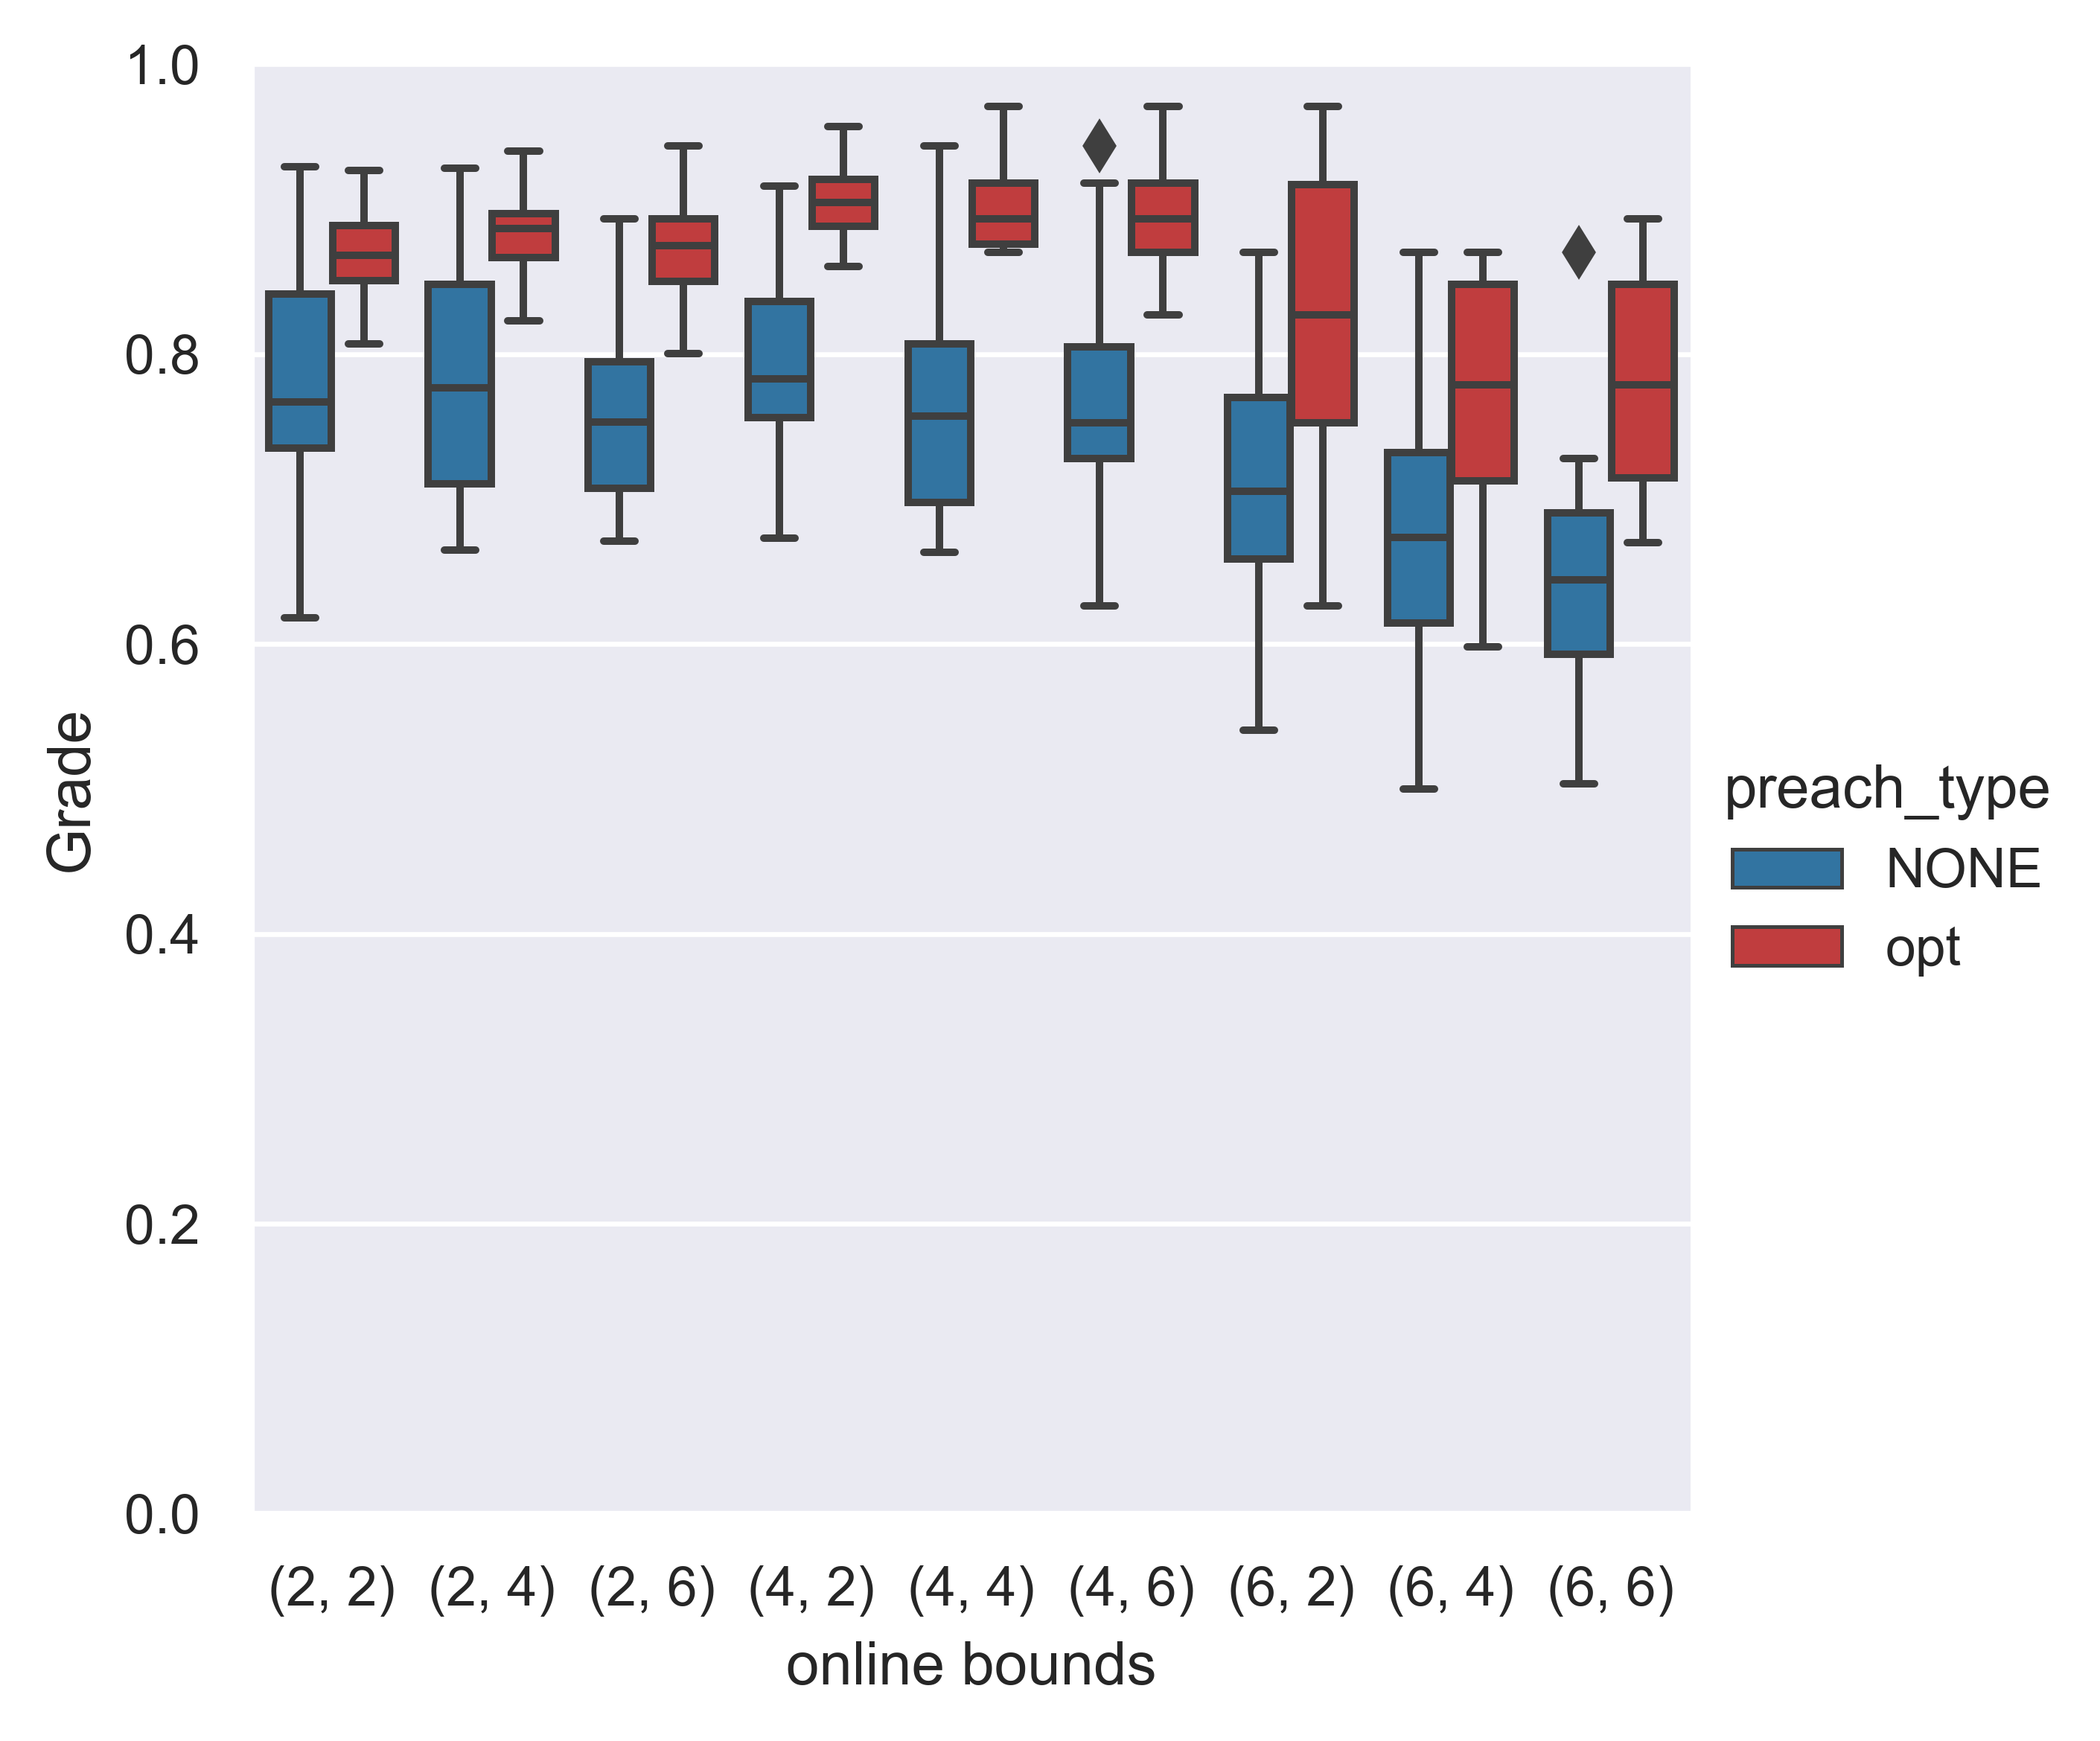 1.0
0.8
0.6
0.4
0.2
0.0
Grade
(2, 2) (2, 4) (2, 6) (4, 2) (4, 4) (4, 6) (6, 2) (6, 4) (6, 6)
online bounds
preach_type
NONE
opt